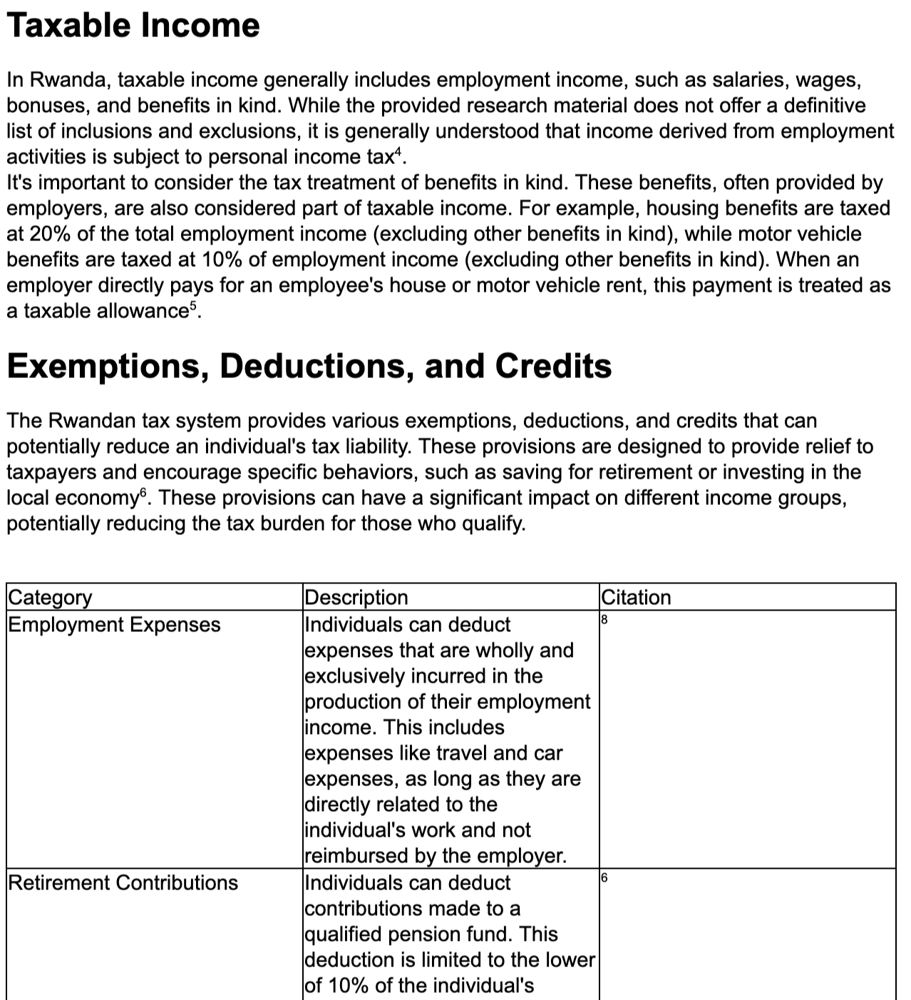 Taxable Income
In Rwanda, taxable income generally includes employment income, such as salaries, wages,
bonuses, and benefits in kind. While the provided research material does not offer a definitive
list of inclusions and exclusions, it is generally understood that income derived from employment
activities is subject to personal income tax⁴.
It's important to consider the tax treatment of benefits in kind. These benefits, often provided by
employers, are also considered part of taxable income. For example, housing benefits are taxed
at 20% of the total employment income (excluding other benefits in kind), while motor vehicle
benefits are taxed at 10% of employment income (excluding other benefits in kind). When an
employer directly pays for an employee's house or motor vehicle rent, this payment is treated as
a taxable allowance⁵.
Exemptions, Deductions, and Credits
The Rwandan tax system provides various exemptions, deductions, and credits that can
potentially reduce an individual's tax liability. These provisions are designed to provide relief to
taxpayers and encourage specific behaviors, such as saving for retirement or investing in the
local economy⁶. These provisions can have a significant impact on different income groups,
potentially reducing the tax burden for those who qualify.
Category
Description
Citation
Employment Expenses
Individuals can deduct
expenses that are wholly and
exclusively incurred in the
production of their employment
income. This includes
expenses like travel and car
expenses, as long as they are
directly related to the
individual's work and not
reimbursed by the employer.
⁸
Retirement Contributions
Individuals can deduct
contributions made to a
qualified pension fund. This
deduction is limited to the lower
of 10% of the individual's
⁶